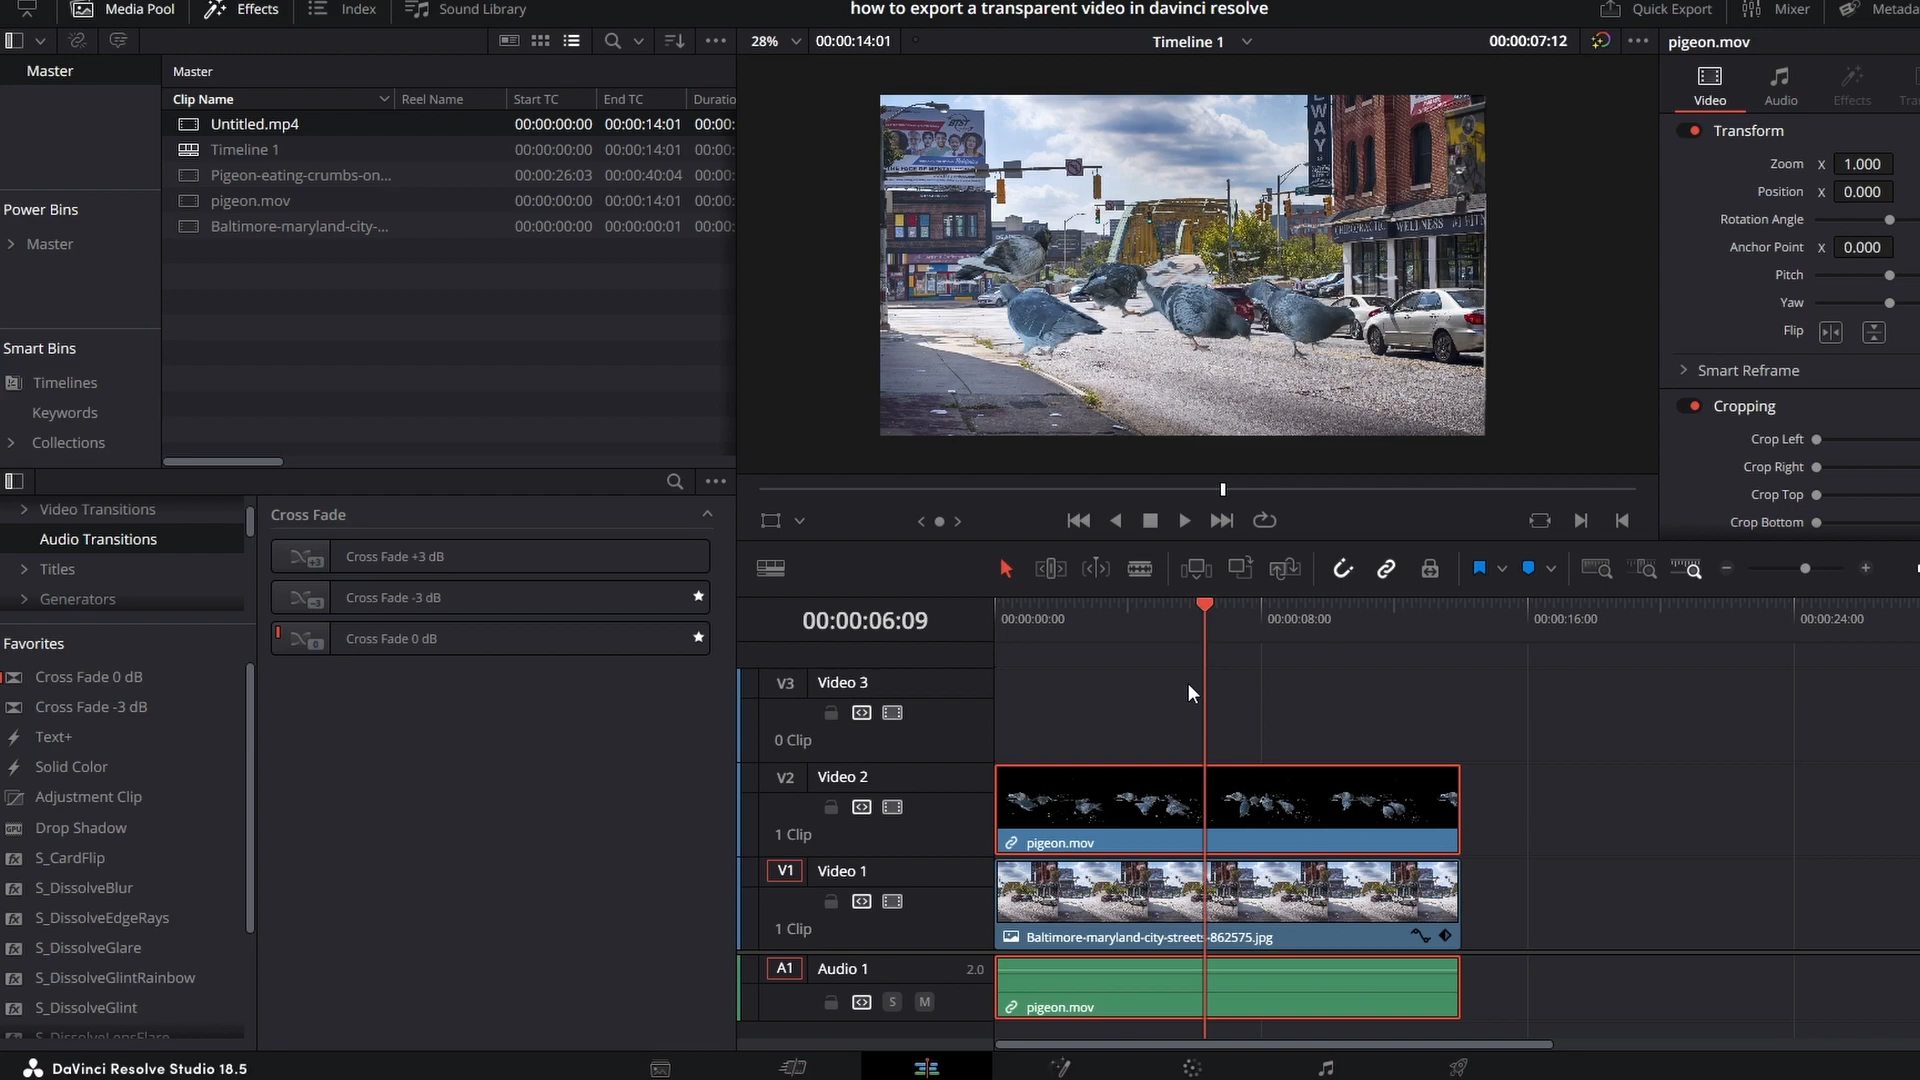 Media Pool
Effects
Index
Sound Library
how to export a transparent video in davinci resolve
Quick Export
Mixer
Metada
28%
00:00:14:01
Timeline 1
00:00:07:12
pigeon.mov
Master
Master
Clip Name
Reel Name
Start TC
End TC
Duratio
Untitled.mp4
00:00:00:00
00:00:14:01
00:00:
Timeline 1
00:00:00:00
00:00:14:01
00:00:
Pigeon-eating-crumbs-on...
00:00:26:03
00:00:40:04
00:00:
pigeon.mov
00:00:00:00
00:00:14:01
00:00:
Baltimore-maryland-city-...
00:00:00:00
00:00:00:01
00:00:
Power Bins
Master
Smart Bins
Timelines
Keywords
Collections
WAY
CHIROPRACTIC
WELLNESS
Video
Audio
Effects
Tra
Transform
Zoom X 1.000
Position X 0.000
Rotation Angle
Anchor Point X 0.000
Pitch
Yaw
Flip
Smart Reframe
Cropping
Crop Left
Crop Right
Crop Top
Crop Bottom
Video Transitions
Audio Transitions
Titles
Generators
Cross Fade
+3 Cross Fade +3 dB
-3 Cross Fade -3 dB
0 Cross Fade 0 dB
Favorites
Cross Fade 0 dB
Cross Fade -3 dB
Text+
Solid Color
Adjustment Clip
Drop Shadow
S_CardFlip
S_DissolveBlur
S_DissolveEdgeRays
S_DissolveGlare
S_DissolveGlintRainbow
S_DissolveGlint
S_DissolveLensFlare
00:00:06:09
00:00:00:00
00:00:08:00
00:00:16:00
00:00:24:00
V3 Video 3
0 Clip
V2 Video 2
1 Clip
pigeon.mov
V1 Video 1
1 Clip
Baltimore-maryland-city-streets-862575.jpg
A1 Audio 1 2.0
S M
pigeon.mov
DaVinci Resolve Studio 18.5